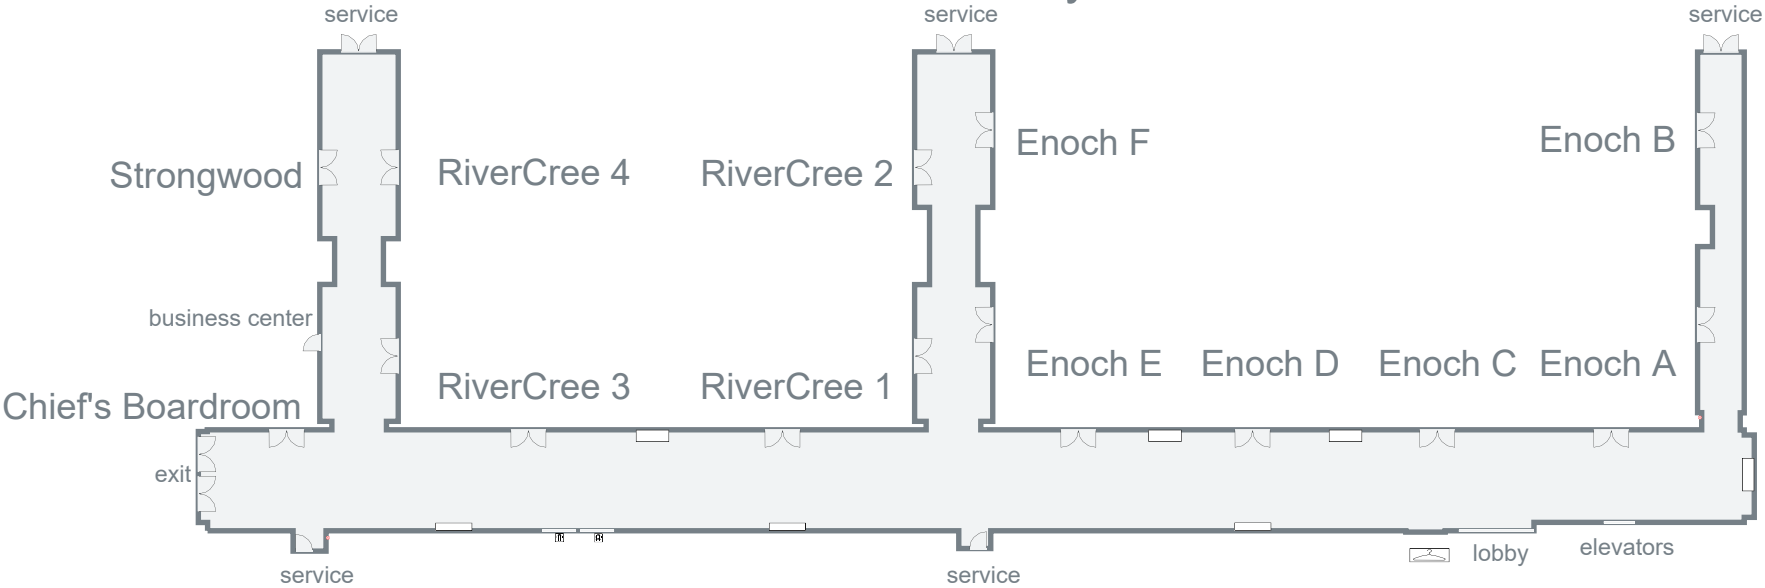 service service service
Enoch F Enoch B
Strongwood RiverCree 4 RiverCree 2
business center
Enoch E Enoch D Enoch C Enoch A
Chief's Boardroom RiverCree 3 RiverCree 1
exit
lobby elevators
service service